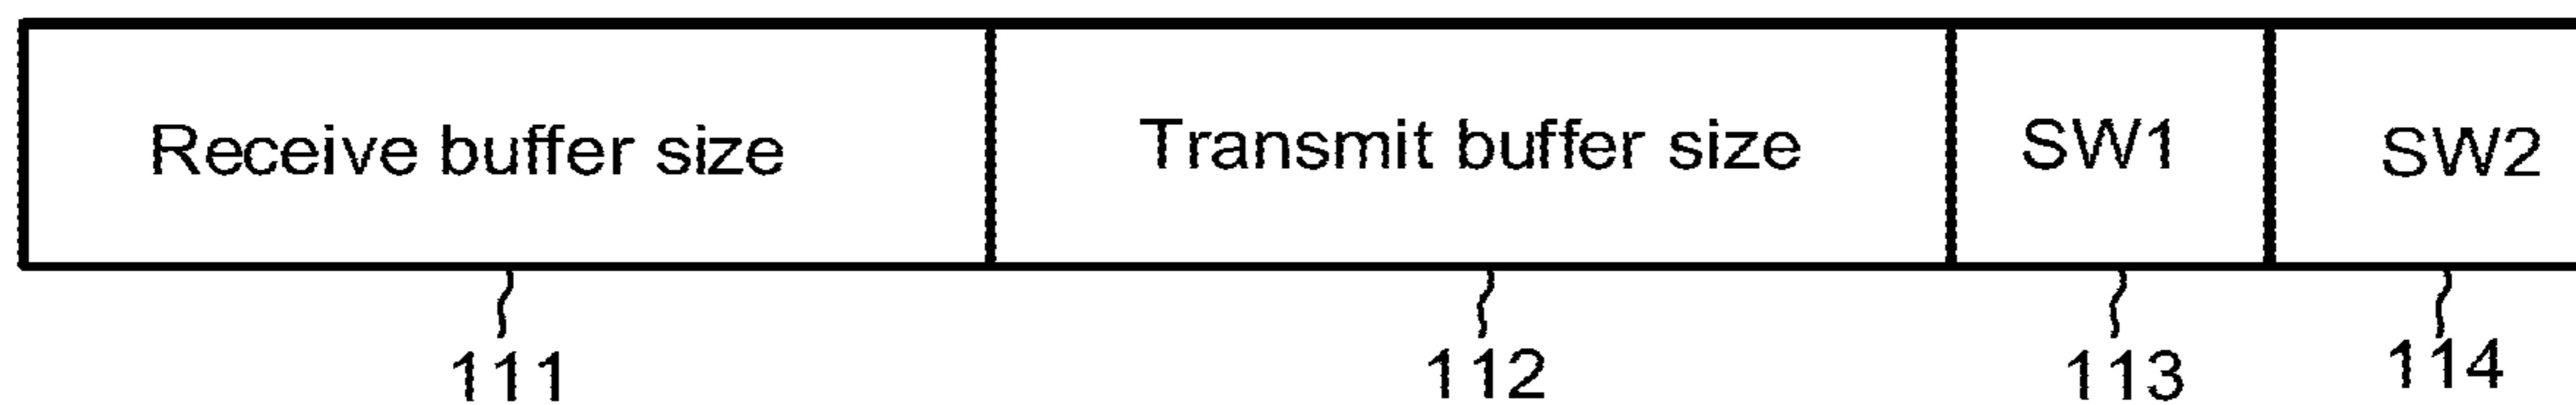 Receive buffer size Transmit buffer size SW1 SW2
111 112 113 114